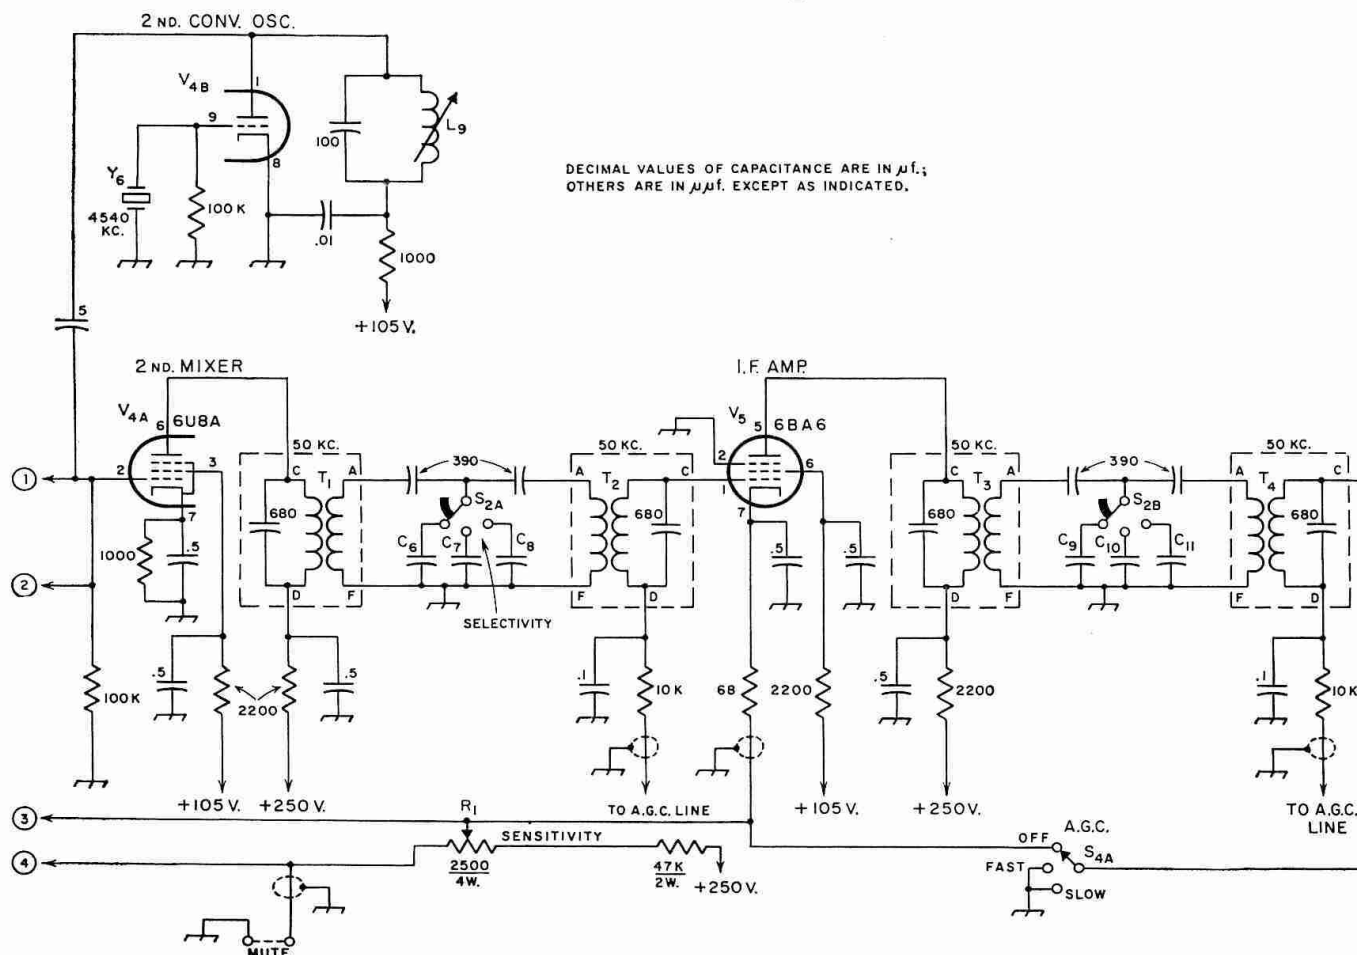 2 ND. CONV. OSC.
V4B
1
9
8
100
L9
Y6
4540
KC.
100 K
.01
1000
+105 V.
DECIMAL VALUES OF CAPACITANCE ARE IN µf.;
OTHERS ARE IN µµf. EXCEPT AS INDICATED.
5
2 ND. MIXER
I.F. AMP.
V4A
6
6U8A
2
3
7
1
2
1000
.5
100K
.5
2200
.5
+105 V.
+250 V.
50 KC.
C
A
T1
680
D
F
390
S2A
C6
C7
C8
SELECTIVITY
50 KC.
A
C
T2
680
F
D
.1
10 K
TO A.G.C. LINE
V5
5
6BA6
2
6
1
7
.5
.5
68
2200
+105 V.
50 KC.
C
A
T3
680
D
F
.5
2200
+250 V.
390
S2B
C9
C10
C11
50 KC.
A
C
T4
680
F
D
.1
10 K
TO A.G.C.
LINE
3
R1
SENSITIVITY
4
2500
4W.
47K
2W.
+250 V.
OFF
A.G.C.
S4A
FAST
SLOW
MUTE